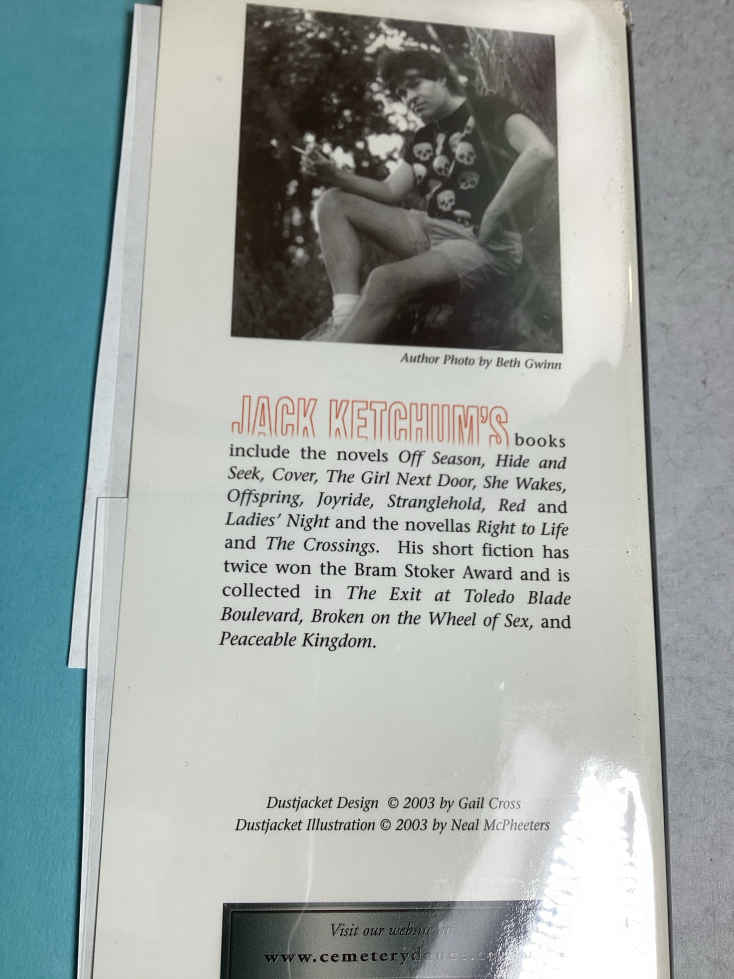 Author Photo by Beth Gwinn
JACK KETCHUM'S books
include the novels Off Season, Hide and
Seek, Cover, The Girl Next Door, She Wakes,
Offspring, Joyride, Stranglehold, Red and
Ladies' Night and the novellas Right to Life
and The Crossings. His short fiction has
twice won the Bram Stoker Award and is
collected in The Exit at Toledo Blade
Boulevard, Broken on the Wheel of Sex, and
Peaceable Kingdom.
Dustjacket Design © 2003 by Gail Cross
Dustjacket Illustration © 2003 by Neal McPheeters
Visit our website